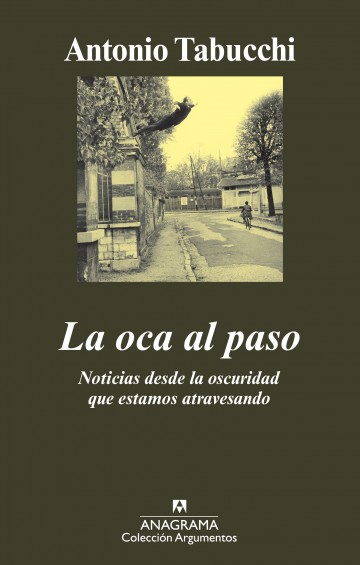 Antonio Tabucchi
La oca al paso
Noticias desde la oscuridad
que estamos atravesando
ANAGRAMA
Colección Argumentos